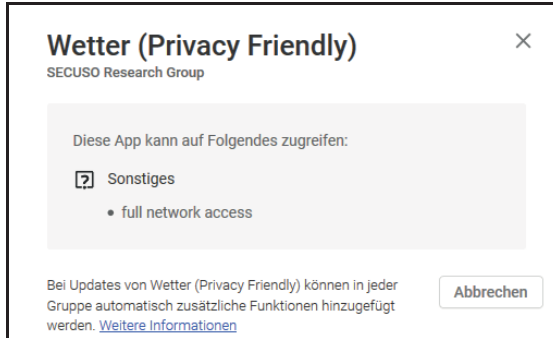 Wetter (Privacy Friendly)
SECUSO Research Group
Diese App kann auf Folgendes zugreifen:
Sonstiges
• full network access
Bei Updates von Wetter (Privacy Friendly) können in jeder
Gruppe automatisch zusätzliche Funktionen hinzugefügt
werden. Weitere Informationen
Abbrechen